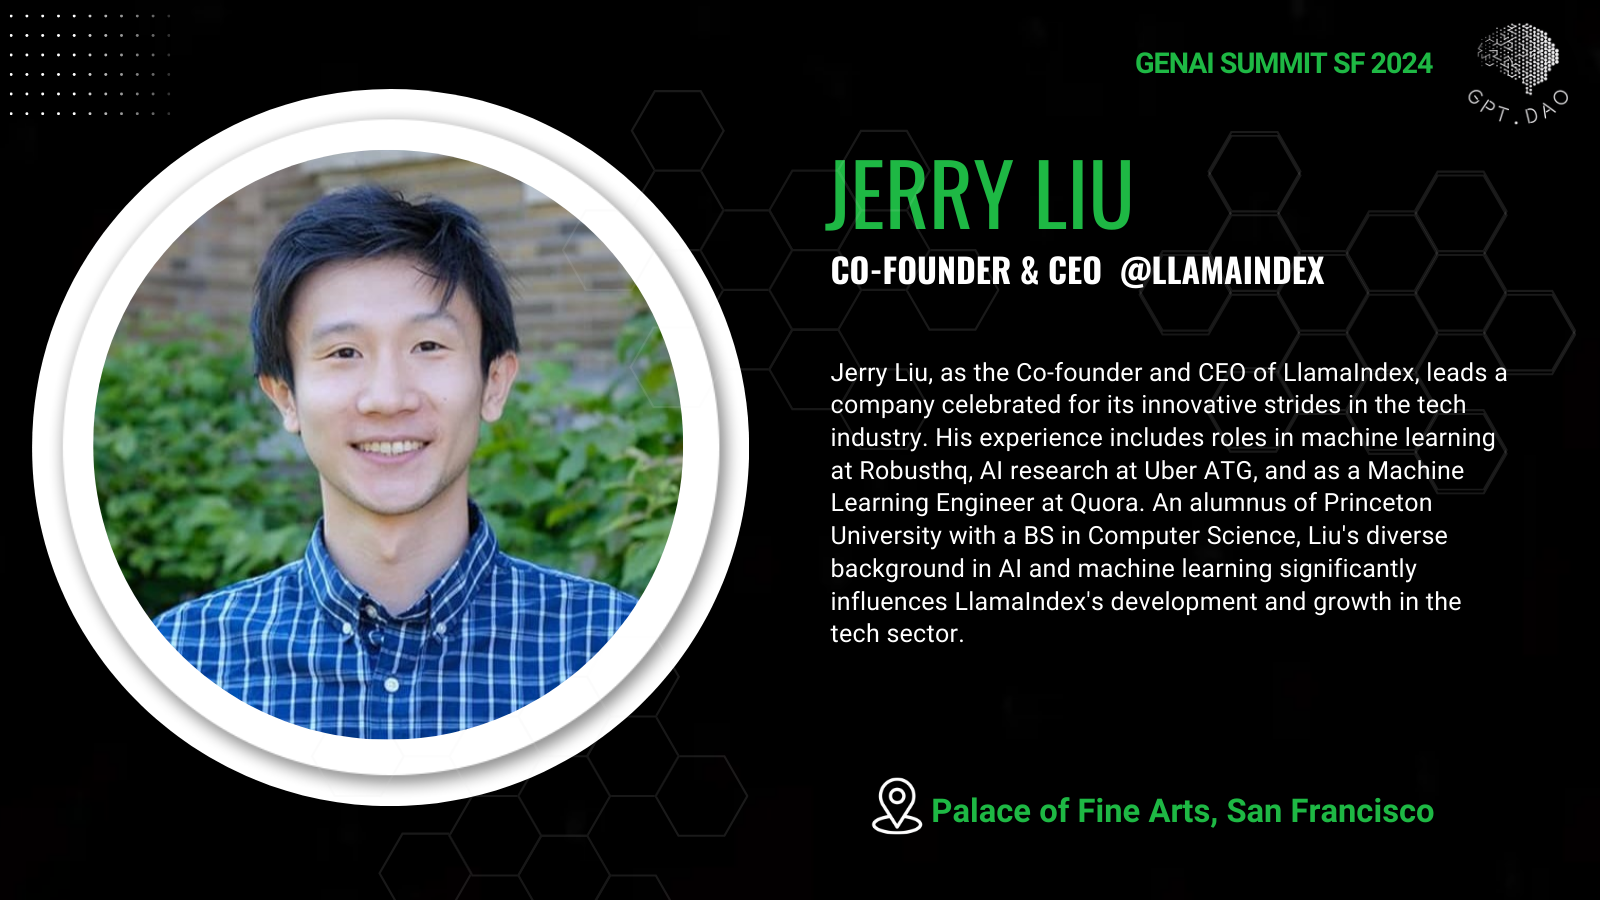 GENAI SUMMIT SF 2024
GPT.DAO
JERRY LIU
CO-FOUNDER & CEO @LLAMAINDEX
Jerry Liu, as the Co-founder and CEO of LlamaIndex, leads a
company celebrated for its innovative strides in the tech
industry. His experience includes roles in machine learning
at Robusthq, AI research at Uber ATG, and as a Machine
Learning Engineer at Quora. An alumnus of Princeton
University with a BS in Computer Science, Liu's diverse
background in AI and machine learning significantly
influences LlamaIndex's development and growth in the
tech sector.
Palace of Fine Arts, San Francisco